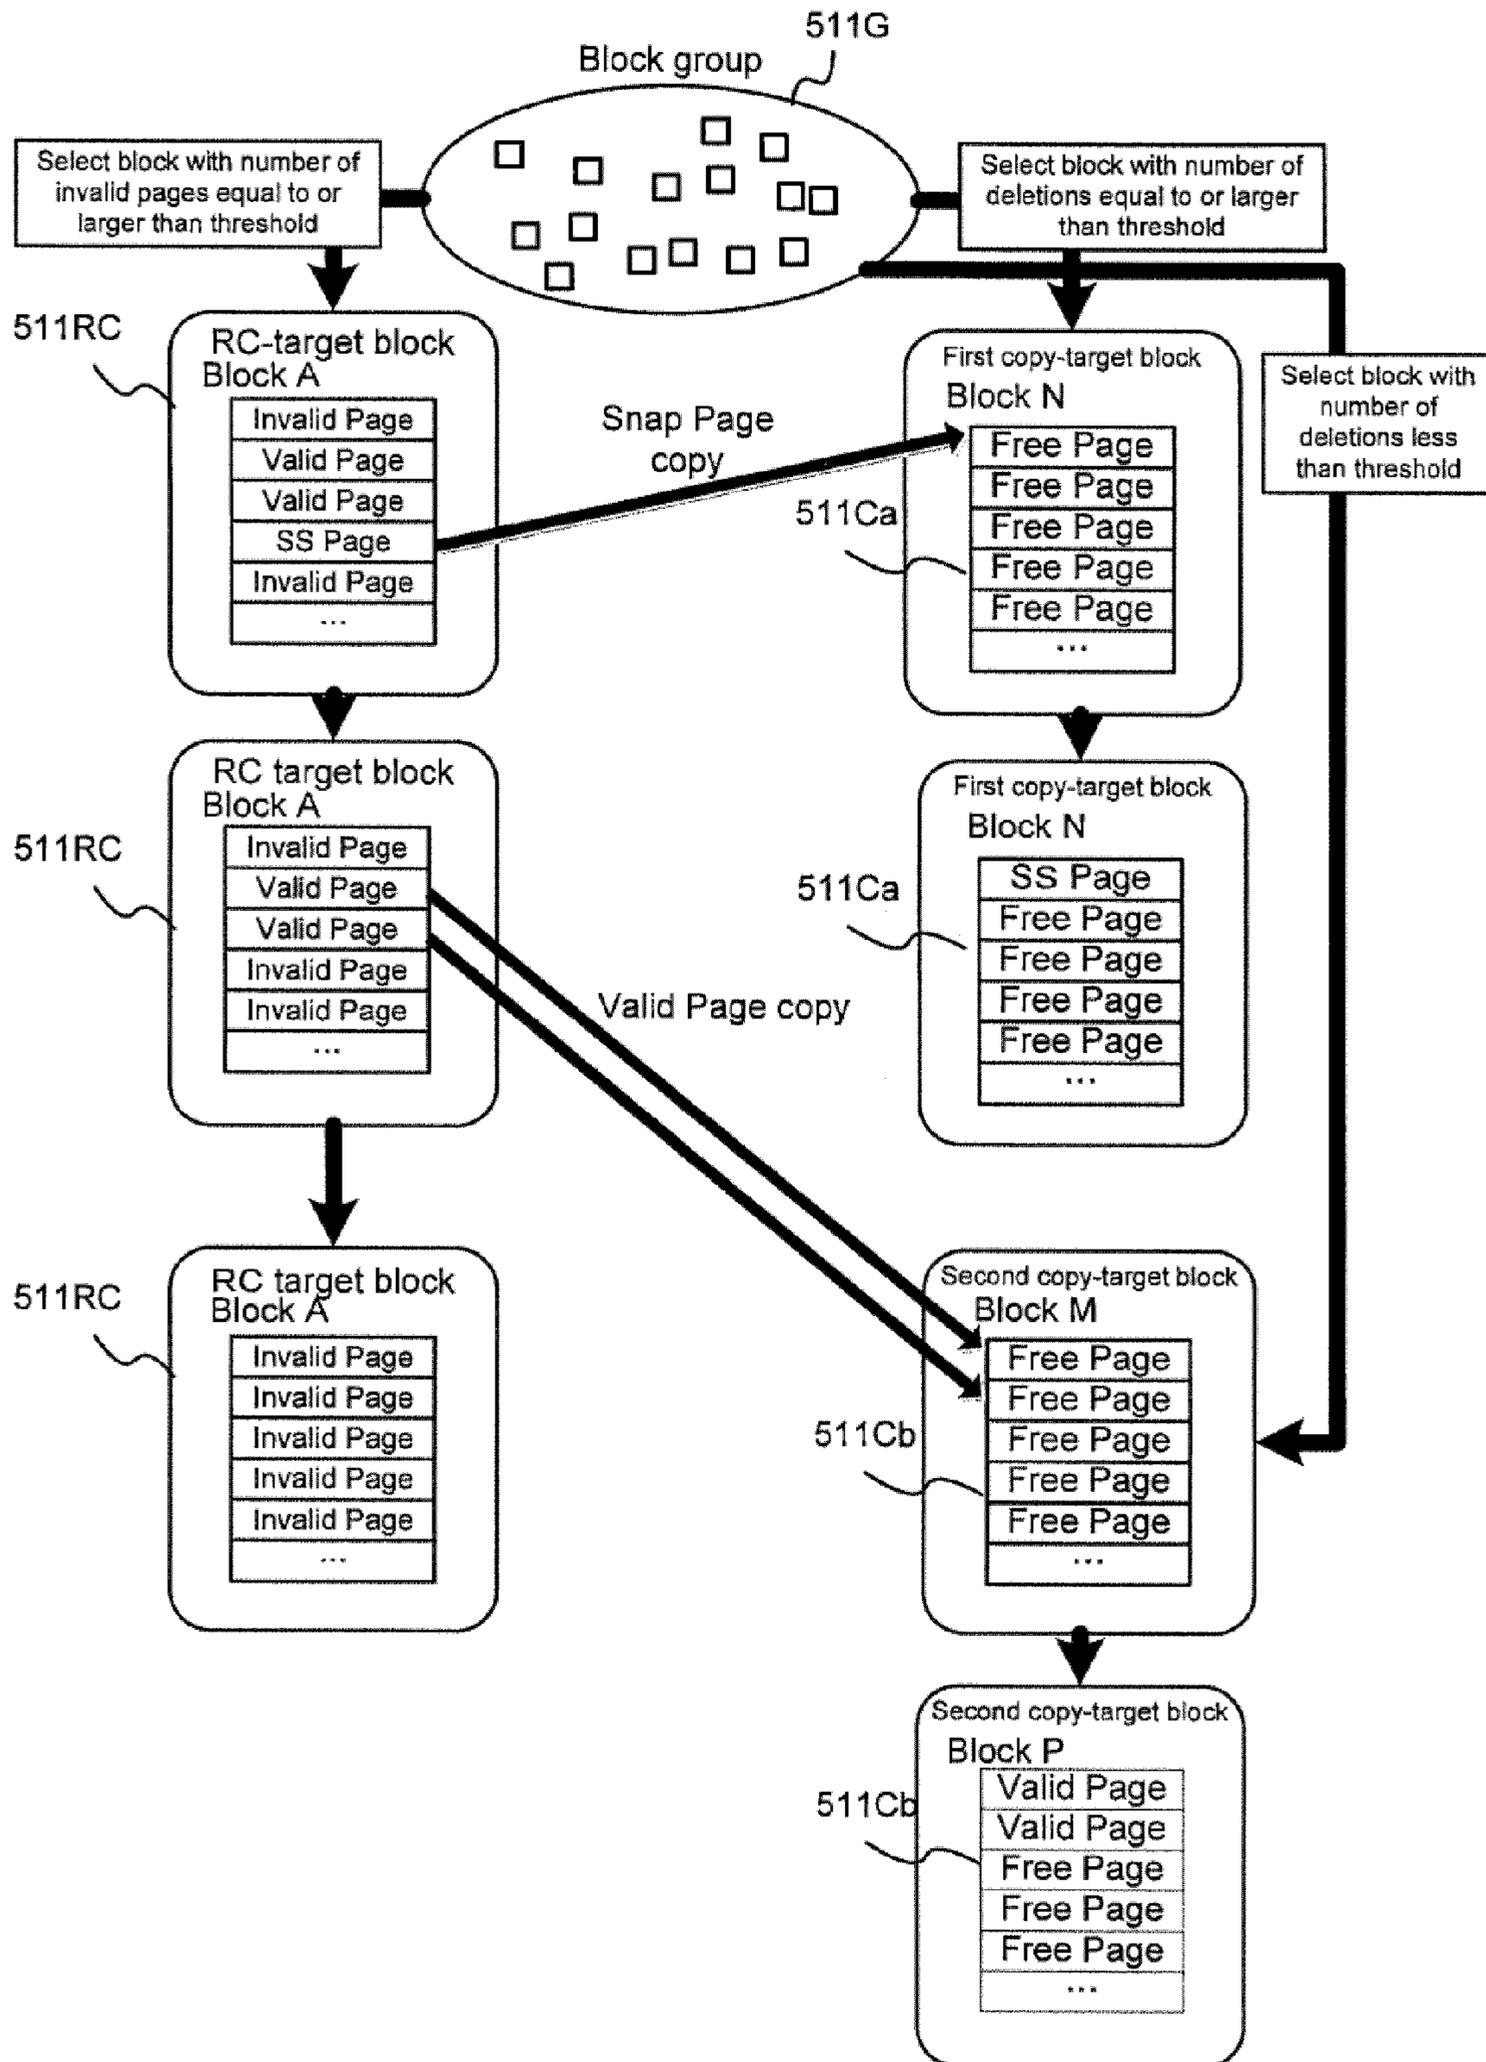 511G
Block group
Select block with number of
invalid pages equal to or
larger than threshold
Select block with number of
deletions equal to or larger
than threshold
511RC
RC-target block
Block A
Invalid Page
Valid Page
Valid Page
SS Page
Invalid Page
...
Snap Page
copy
First copy-target block
Block N
511Ca
Free Page
Free Page
Free Page
Free Page
Free Page
...
Select block with
number of
deletions less
than threshold
511RC
RC target block
Block A
Invalid Page
Valid Page
Valid Page
Invalid Page
Invalid Page
...
Valid Page copy
First copy-target block
Block N
511Ca
SS Page
Free Page
Free Page
Free Page
Free Page
...
511RC
RC target block
Block A
Invalid Page
Invalid Page
Invalid Page
Invalid Page
Invalid Page
...
Second copy-target block
Block M
511Cb
Free Page
Free Page
Free Page
Free Page
Free Page
...
Second copy-target block
Block P
511Cb
Valid Page
Valid Page
Free Page
Free Page
Free Page
...